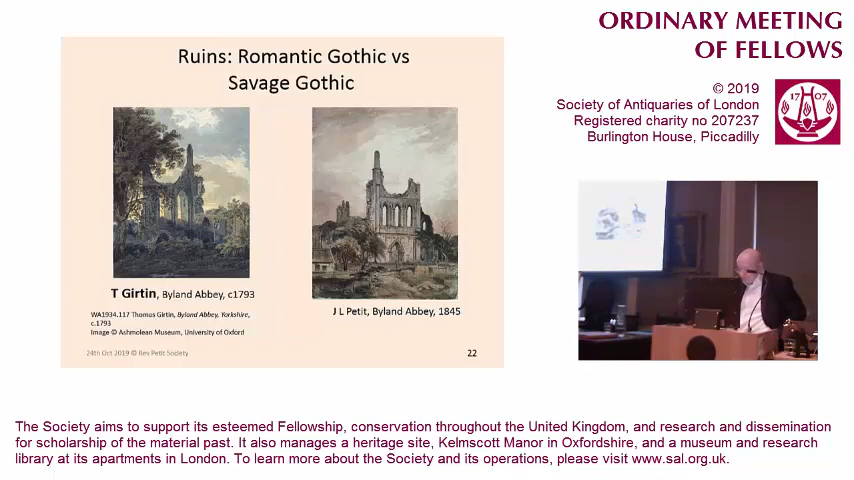 Ruins: Romantic Gothic vs
Savage Gothic
T Girtin, Byland Abbey, c1793
WA1934.117 Thomas Girtin, Byland Abbey, Yorkshire,
c.1793
Image © Ashmolean Museum, University of Oxford
J L Petit, Byland Abbey, 1845
24th Oct 2019 © Rev Petit Society
22
ORDINARY MEETING
OF FELLOWS
© 2019
Society of Antiquaries of London
Registered charity no 207237
Burlington House, Piccadilly
17 07
The Society aims to support its esteemed Fellowship, conservation throughout the United Kingdom, and research and dissemination
for scholarship of the material past. It also manages a heritage site, Kelmscott Manor in Oxfordshire, and a museum and research
library at its apartments in London. To learn more about the Society and its operations, please visit www.sal.org.uk.